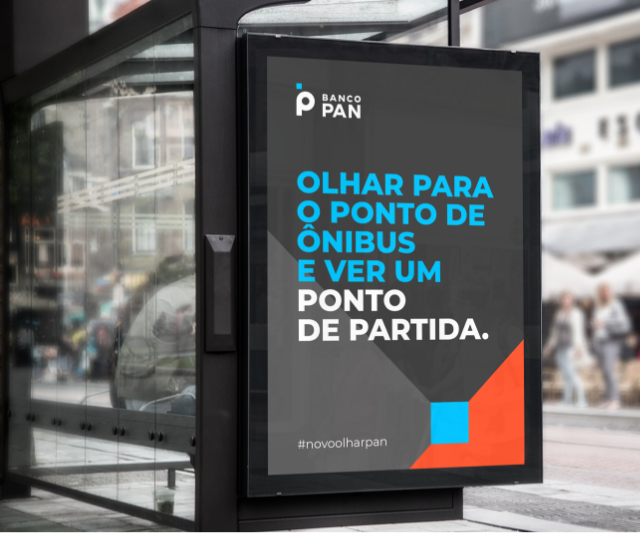 BANCO
PAN
OLHAR PARA
O PONTO DE
ÔNIBUS
E VER UM
PONTO
DE PARTIDA.
#novoolharpan